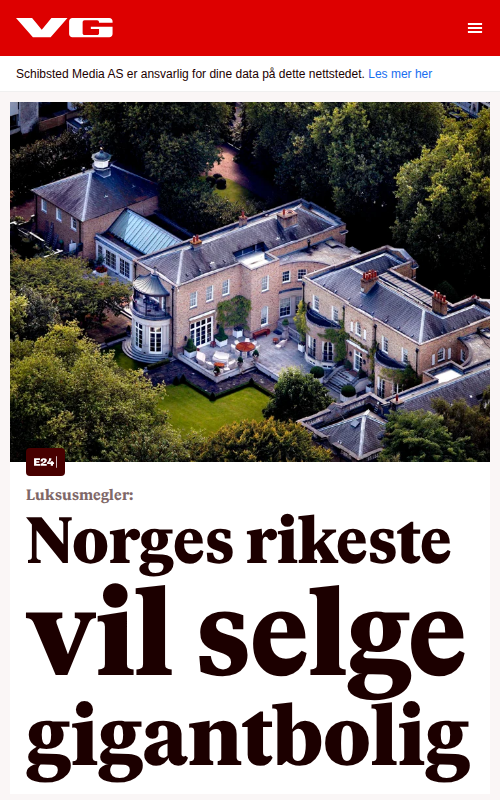 VG
Schibsted Media AS er ansvarlig for dine data på dette nettstedet. Les mer her
E24
Luksusmegler:
Norges rikeste
vil selge
gigantbolig